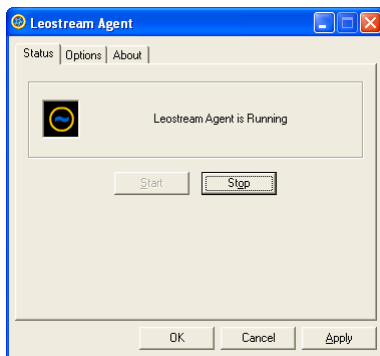 Leostream Agent
Status Options About
Leostream Agent is Running
Start Stop
OK Cancel Apply